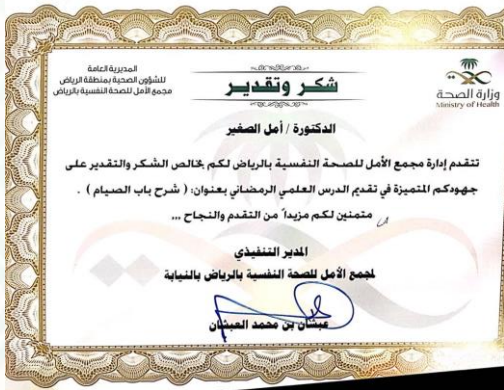 المديرية العامة
للشؤون الصحية بمنطقة الرياض
مجمع الأمل للصحة النفسية بالرياض
شكر وتقدير
وزارة الصحة
Ministry of Health
الدكتورة / أمل الصغير
تتقدم إدارة مجمع الأمل للصحة النفسية بالرياض لكم بخالص الشكر والتقدير على
جهودكم المتميزة في تقديم الدرس العلمي الرمضاني بعنوان: ( شرح باب الصيام ) .
متمنين لكم مزيداً من التقدم والنجاح ...
المدير التنفيذي
لمجمع الأمل للصحة النفسية بالرياض بالنيابة
عبشان بن محمد العبشان